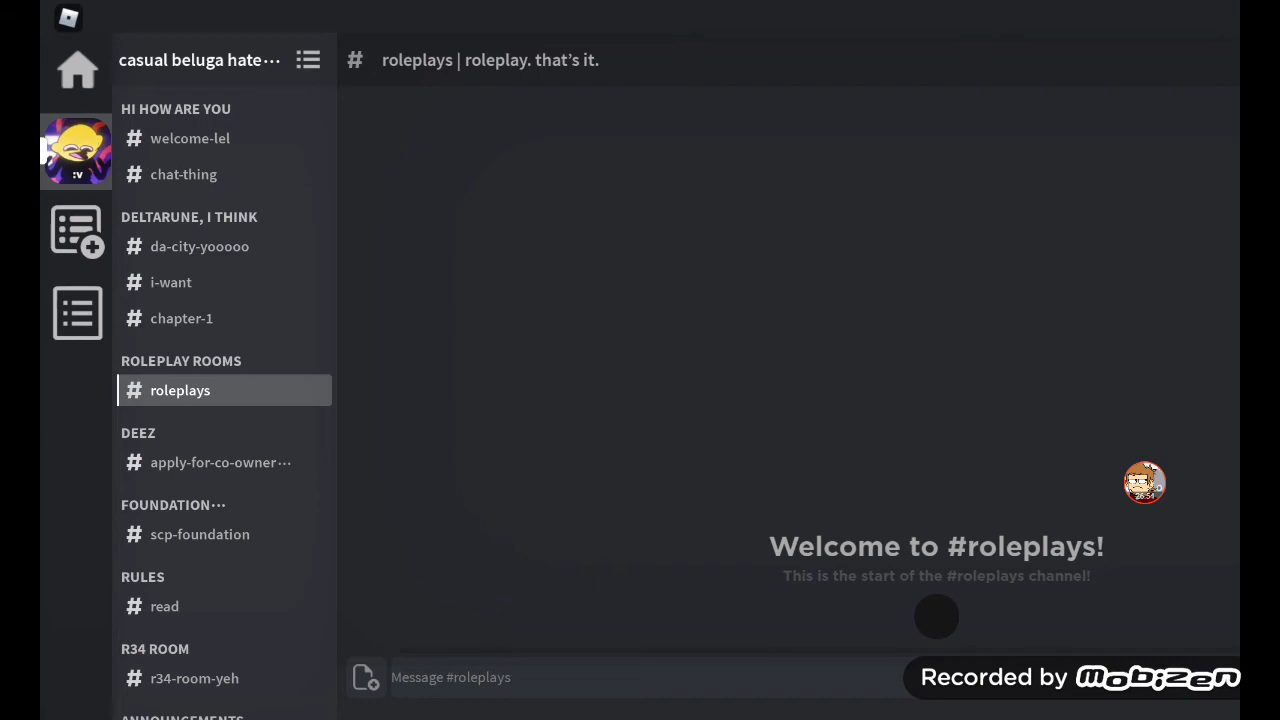 casual beluga hate···
# roleplays | roleplay. that’s it.
HI HOW ARE YOU
# welcome-lel
# chat-thing
:v
DELTARUNE, I THINK
# da-city-yooooo
# i-want
# chapter-1
ROLEPLAY ROOMS
# roleplays
DEEZ
# apply-for-co-owner···
FOUNDATION···
# scp-foundation
RULES
# read
R34 ROOM
# r34-room-yeh
ANNOUNCEMENTS
26:54
Welcome to #roleplays!
This is the start of the #roleplays channel!
Message #roleplays
Recorded by mobizen